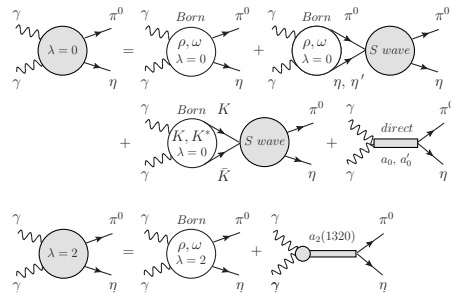 γ π⁰ γ Born π⁰ γ Born π⁰ π⁰
λ = 0 = ρ, ω λ = 0 + ρ, ω λ = 0 S wave
γ η γ η γ η, η′ η
γ Born K π⁰ γ π⁰
+ K, K* λ = 0 S wave + direct
γ K̄ η γ a₀, a₀′ η
γ π⁰ γ Born π⁰ γ a₂(1320) π⁰
λ = 2 = ρ, ω λ = 2 +
γ η γ η γ η